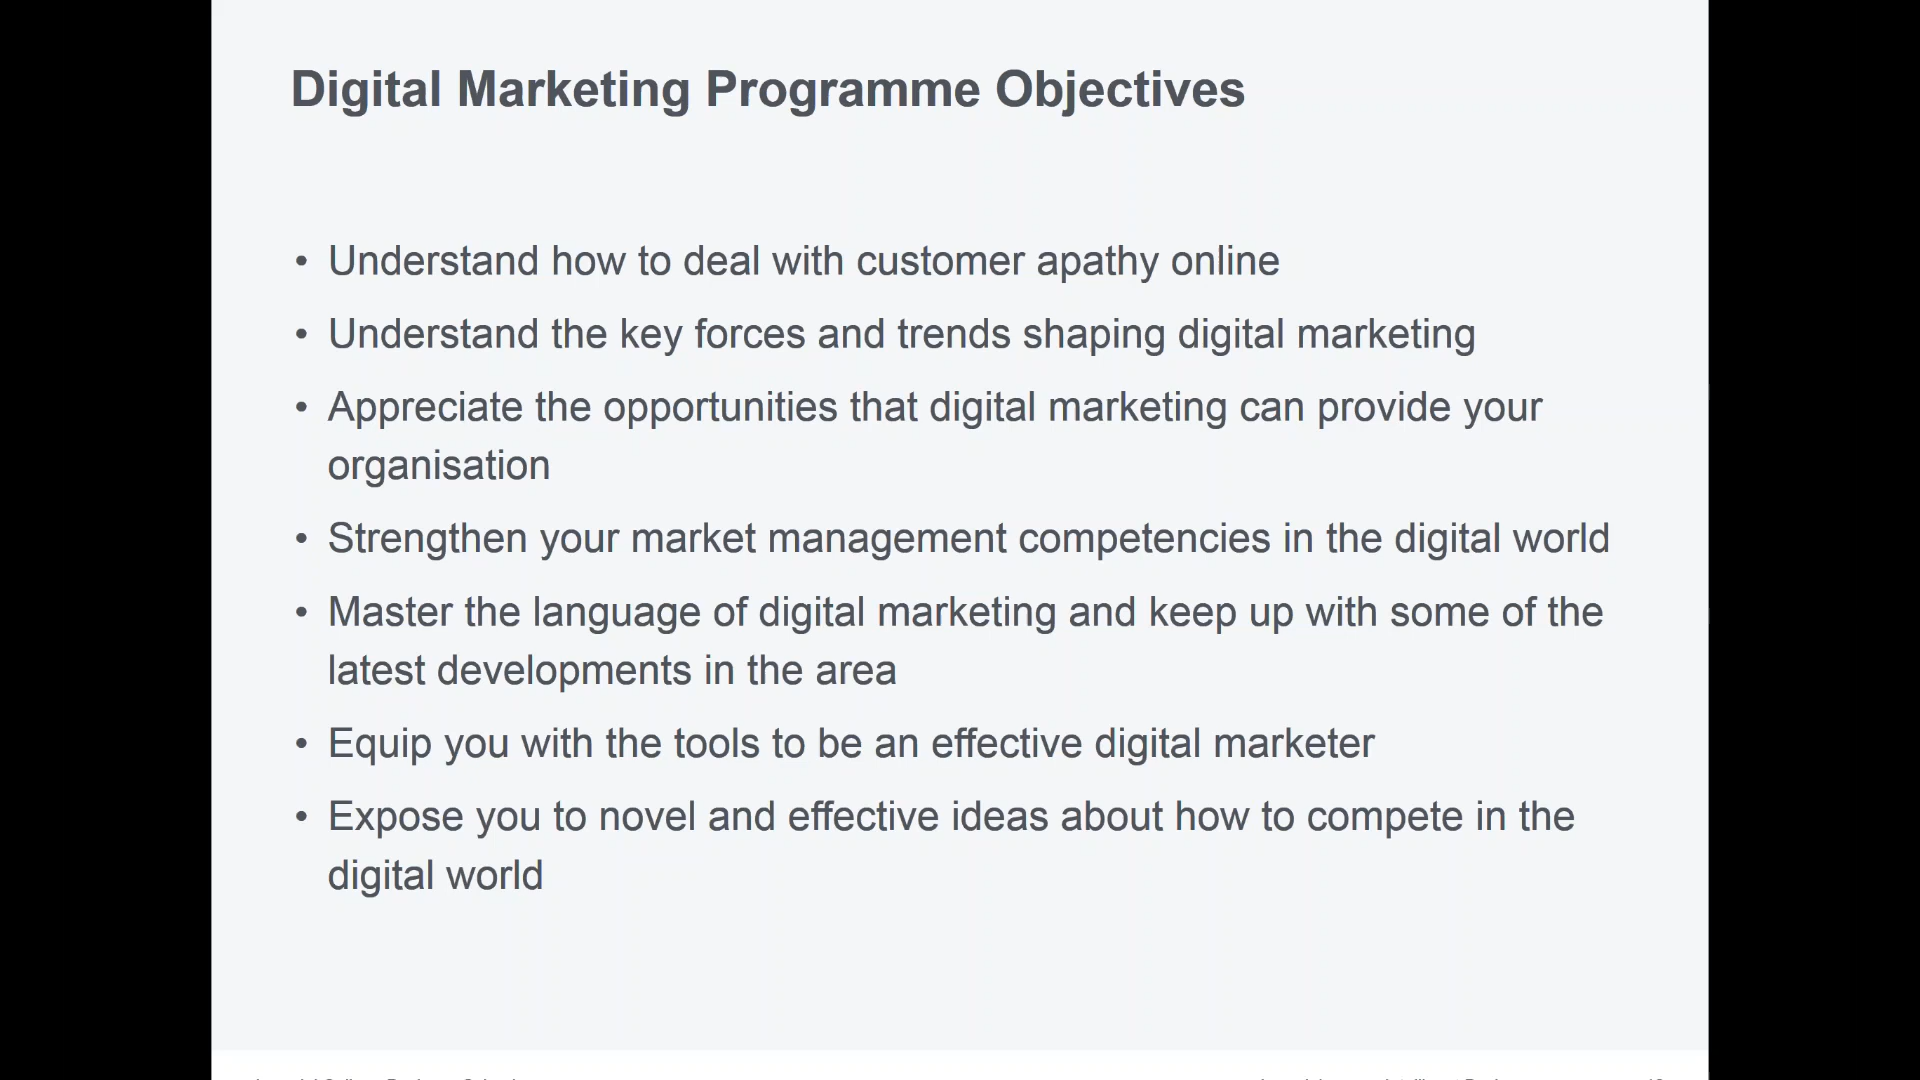 Digital Marketing Programme Objectives
• Understand how to deal with customer apathy online
• Understand the key forces and trends shaping digital marketing
• Appreciate the opportunities that digital marketing can provide your
organisation
• Strengthen your market management competencies in the digital world
• Master the language of digital marketing and keep up with some of the
latest developments in the area
• Equip you with the tools to be an effective digital marketer
• Expose you to novel and effective ideas about how to compete in the
digital world